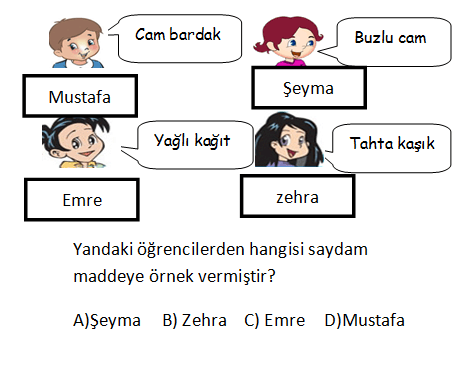 Cam bardak
Buzlu cam
Mustafa
Şeyma
Yağlı kağıt
Tahta kaşık
Emre
zehra
Yandaki öğrencilerden hangisi saydam
maddeye örnek vermiştir?
A)Şeyma B) Zehra C) Emre D)Mustafa